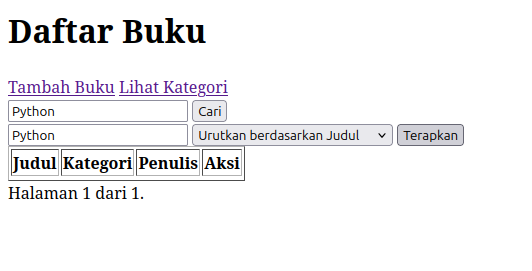 Daftar Buku
Tambah Buku Lihat Kategori
Python Cari
Python Urutkan berdasarkan Judul Terapkan
Judul Kategori Penulis Aksi
Halaman 1 dari 1.